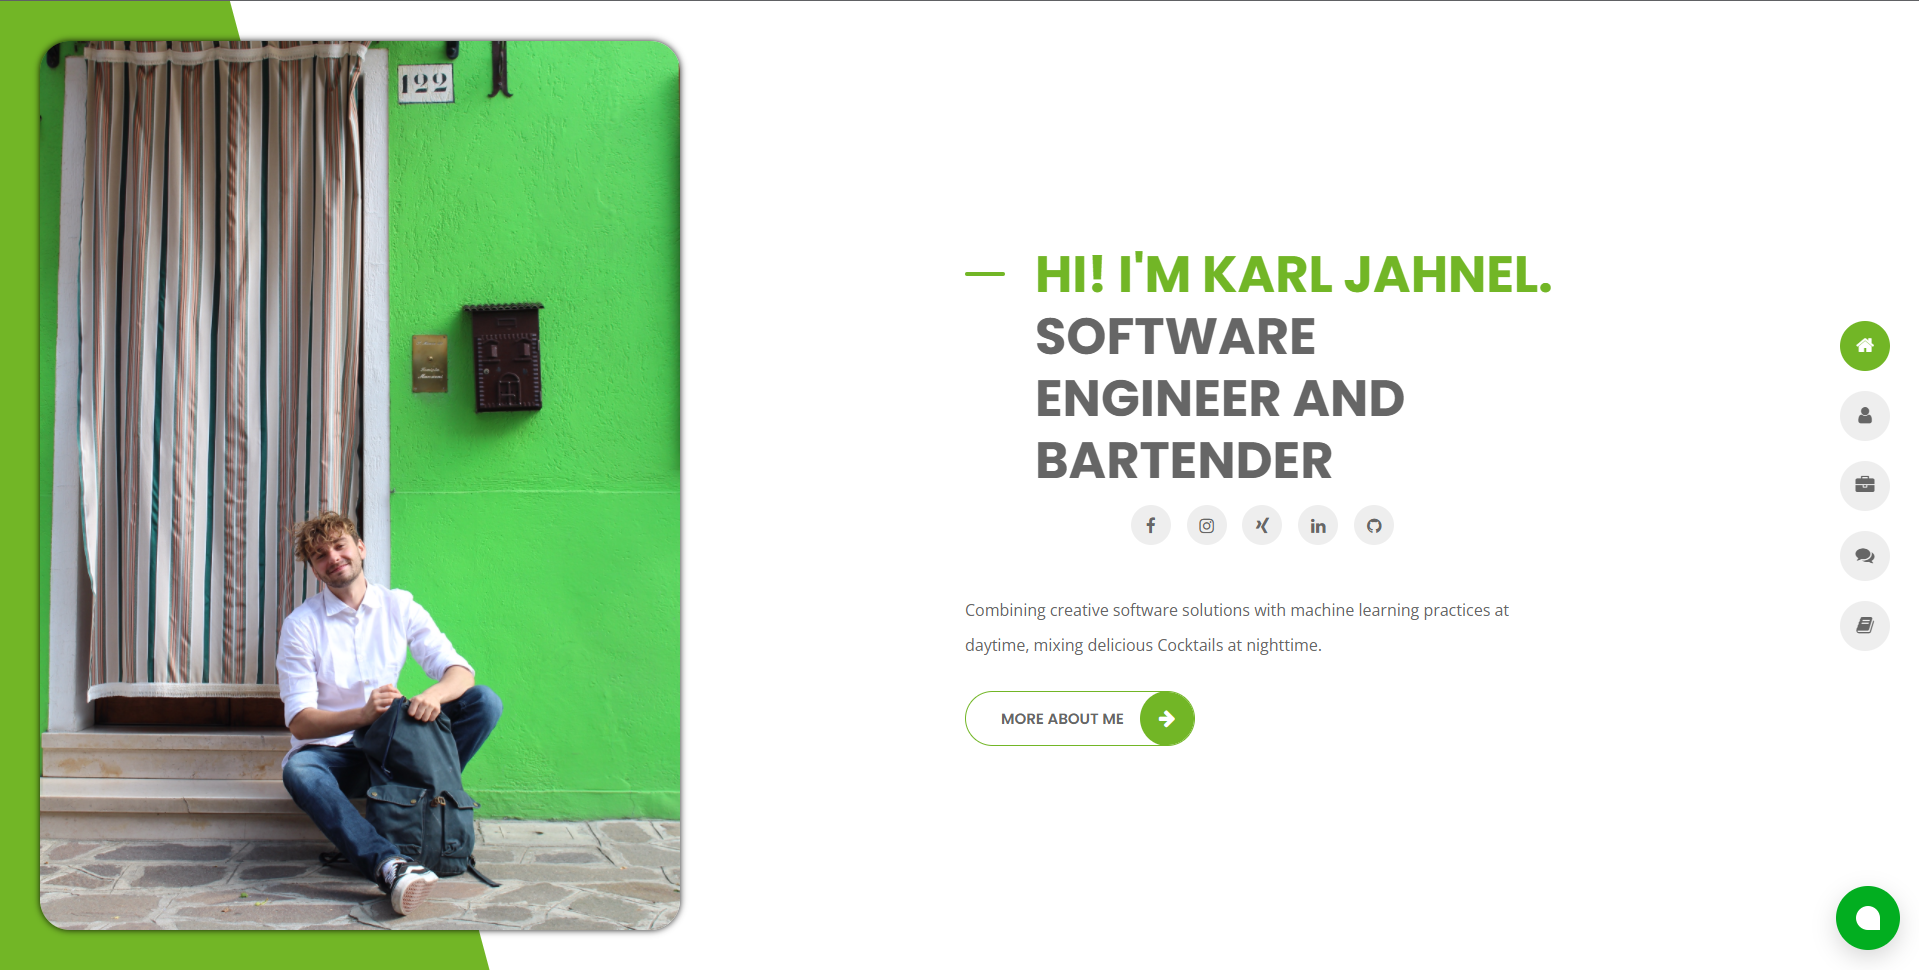 122
HI! I'M KARL JAHNEL.
SOFTWARE
ENGINEER AND
BARTENDER
Combining creative software solutions with machine learning practices at
daytime, mixing delicious Cocktails at nighttime.
MORE ABOUT ME